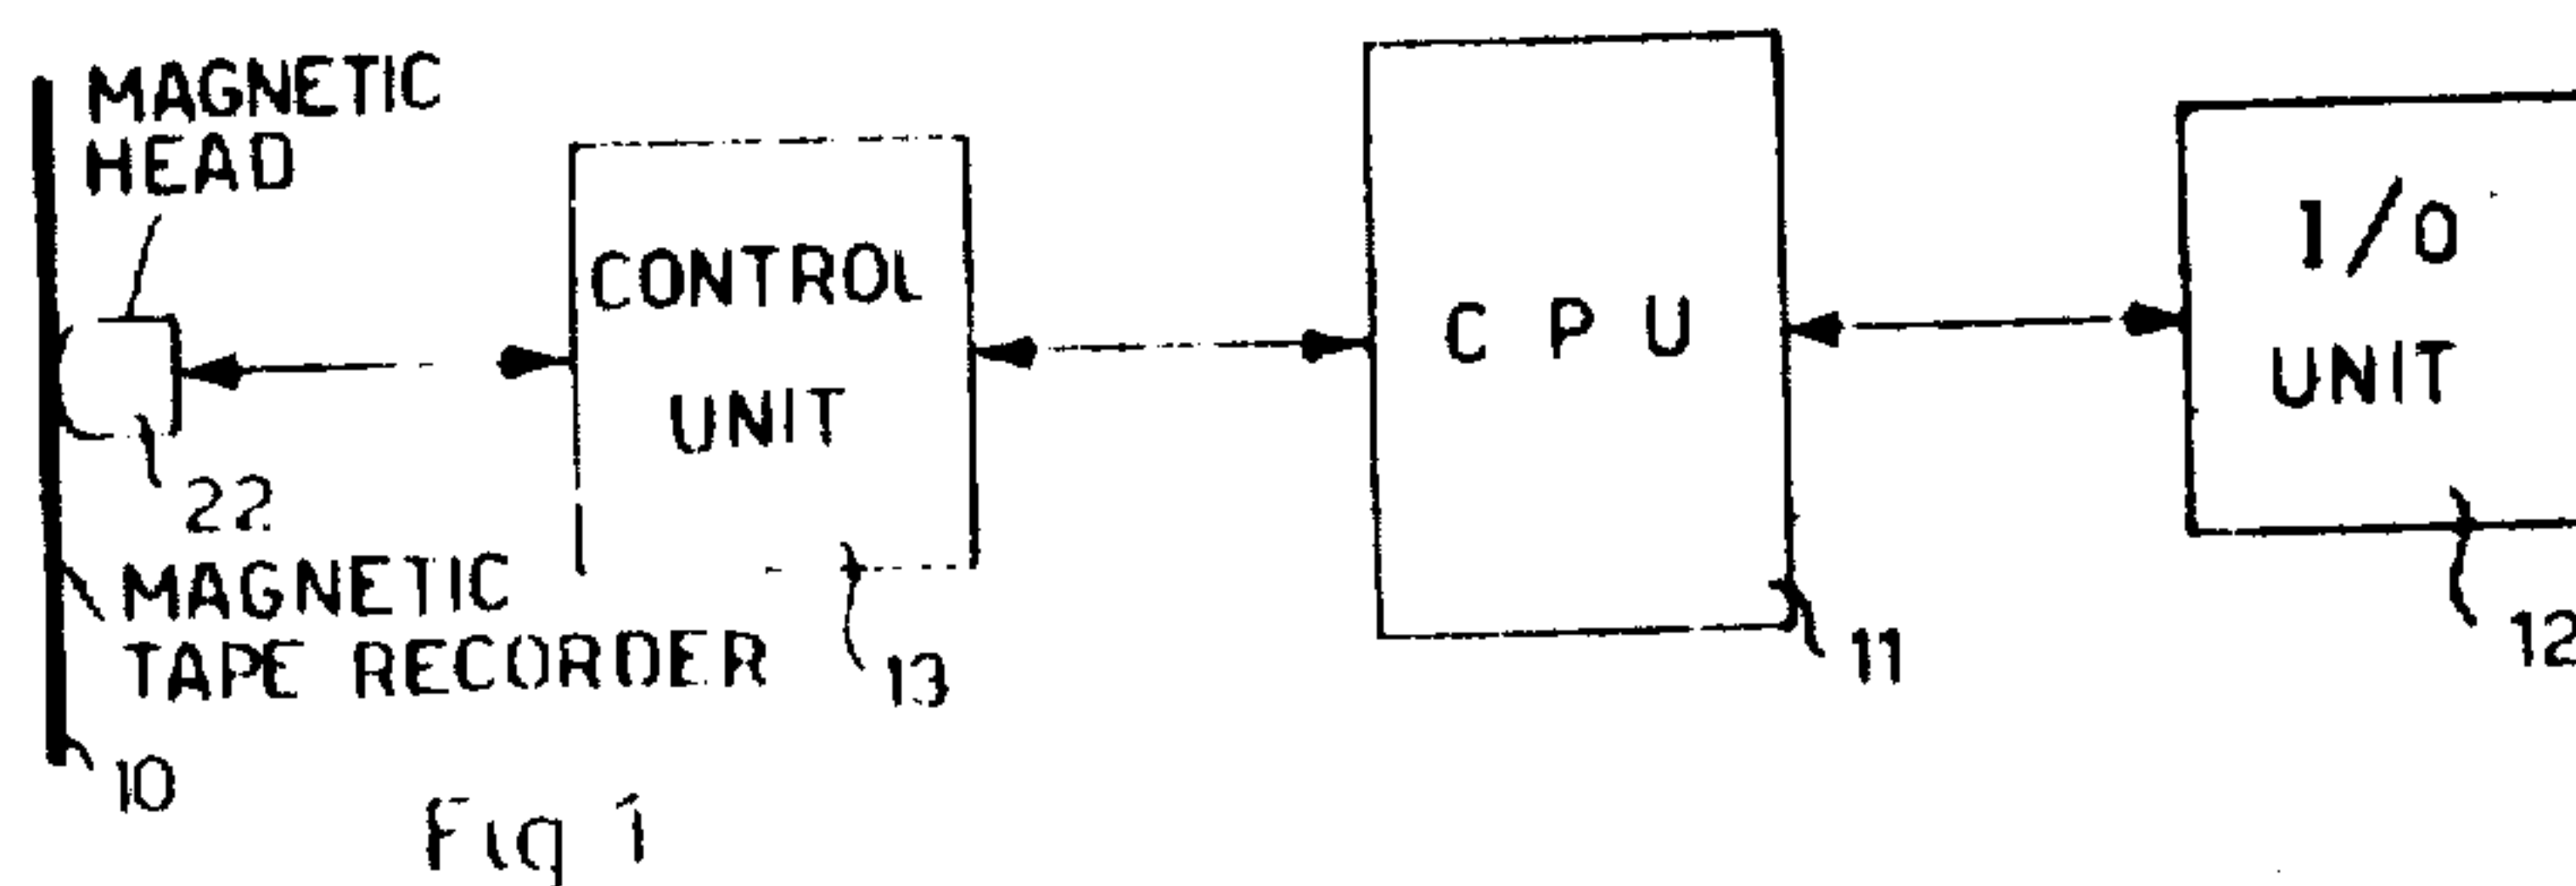 MAGNETIC
HEAD
22
MAGNETIC
TAPE RECORDER
10
CONTROL
UNIT
13
C P U
11
I/O
UNIT
12
Fig 1